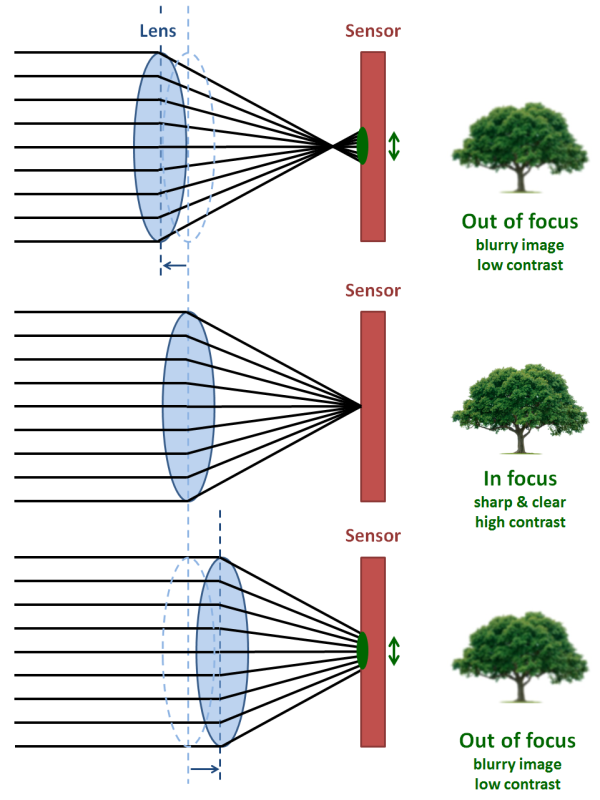 Lens
Sensor
Out of focus
blurry image
low contrast
Sensor
In focus
sharp & clear
high contrast
Sensor
Out of focus
blurry image
low contrast